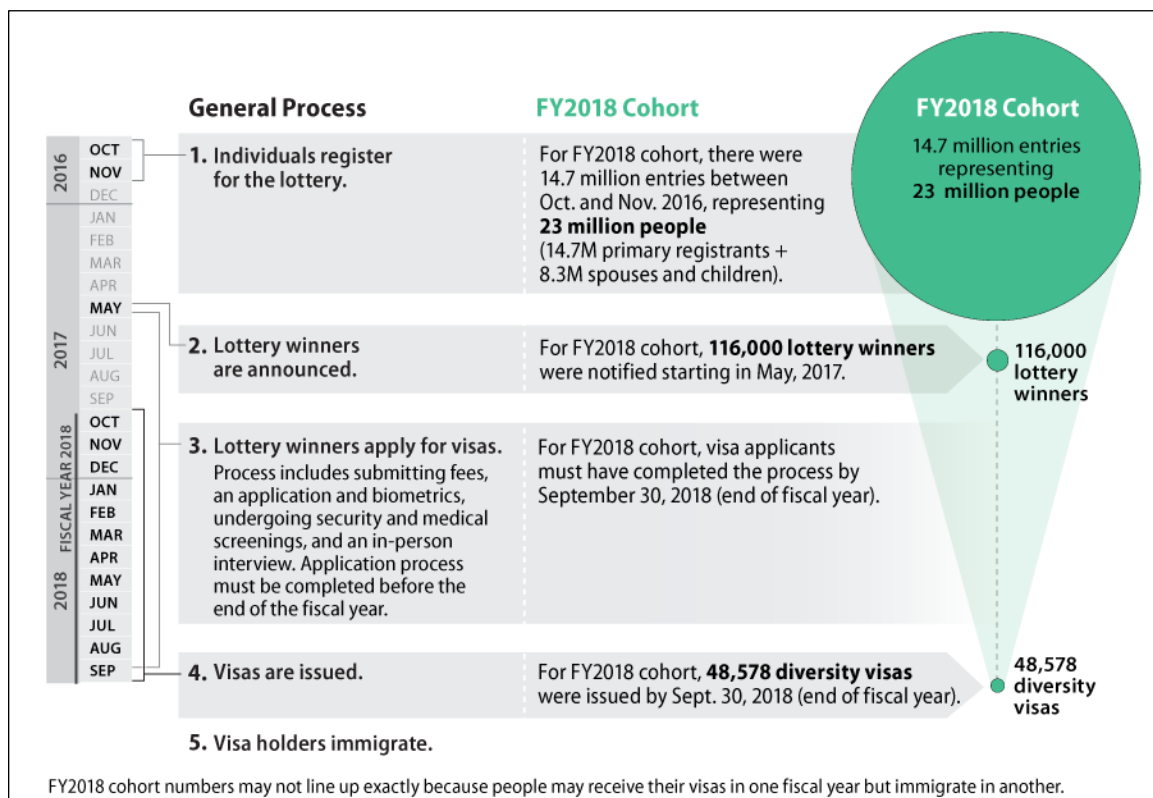 General Process
FY2018 Cohort
FY2018 Cohort
14.7 million entries
representing
23 million people
2016
OCT
NOV
DEC
2017
JAN
FEB
MAR
APR
MAY
JUN
JUL
AUG
SEP
FISCAL YEAR 2018
OCT
NOV
DEC
2018
JAN
FEB
MAR
APR
MAY
JUN
JUL
AUG
SEP
1. Individuals register
for the lottery.
For FY2018 cohort, there were
14.7 million entries between
Oct. and Nov. 2016, representing
23 million people
(14.7M primary registrants +
8.3M spouses and children).
2. Lottery winners
are announced.
For FY2018 cohort, 116,000 lottery winners
were notified starting in May, 2017.
116,000
lottery
winners
3. Lottery winners apply for visas.
Process includes submitting fees,
an application and biometrics,
undergoing security and medical
screenings, and an in-person
interview. Application process
must be completed before the
end of the fiscal year.
For FY2018 cohort, visa applicants
must have completed the process by
September 30, 2018 (end of fiscal year).
4. Visas are issued.
For FY2018 cohort, 48,578 diversity visas
were issued by Sept. 30, 2018 (end of fiscal year).
48,578
diversity
visas
5. Visa holders immigrate.
FY2018 cohort numbers may not line up exactly because people may receive their visas in one fiscal year but immigrate in another.